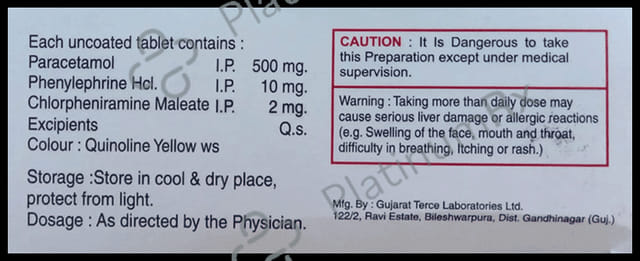 Each uncoated tablet contains :
Paracetamol I.P. 500 mg.
Phenylephrine Hcl. I.P. 10 mg.
Chlorpheniramine Maleate I.P. 2 mg.
Excipients Q.s.
Colour : Quinoline Yellow ws
Storage :Store in cool & dry place,
protect from light.
Dosage : As directed by the Physician.
CAUTION : It Is Dangerous to take
this Preparation except under medical
supervision.
Warning : Taking more than daily dose may
cause serious liver damage or allergic reactions
(e.g. Swelling of the face, mouth and throat,
difficulty in breathing, Itching or rash.)
Mfg. By : Gujarat Terce Laboratories Ltd.
122/2, Ravi Estate, Bileshwarpura, Dist. Gandhinagar (Guj.)
PlatinumRx